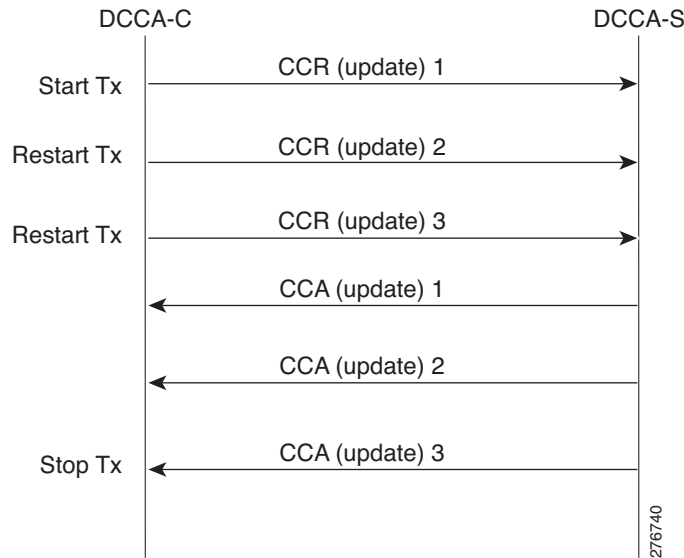 DCCA-C
DCCA-S
Start Tx
CCR (update) 1
Restart Tx
CCR (update) 2
Restart Tx
CCR (update) 3
CCA (update) 1
CCA (update) 2
Stop Tx
CCA (update) 3
276740